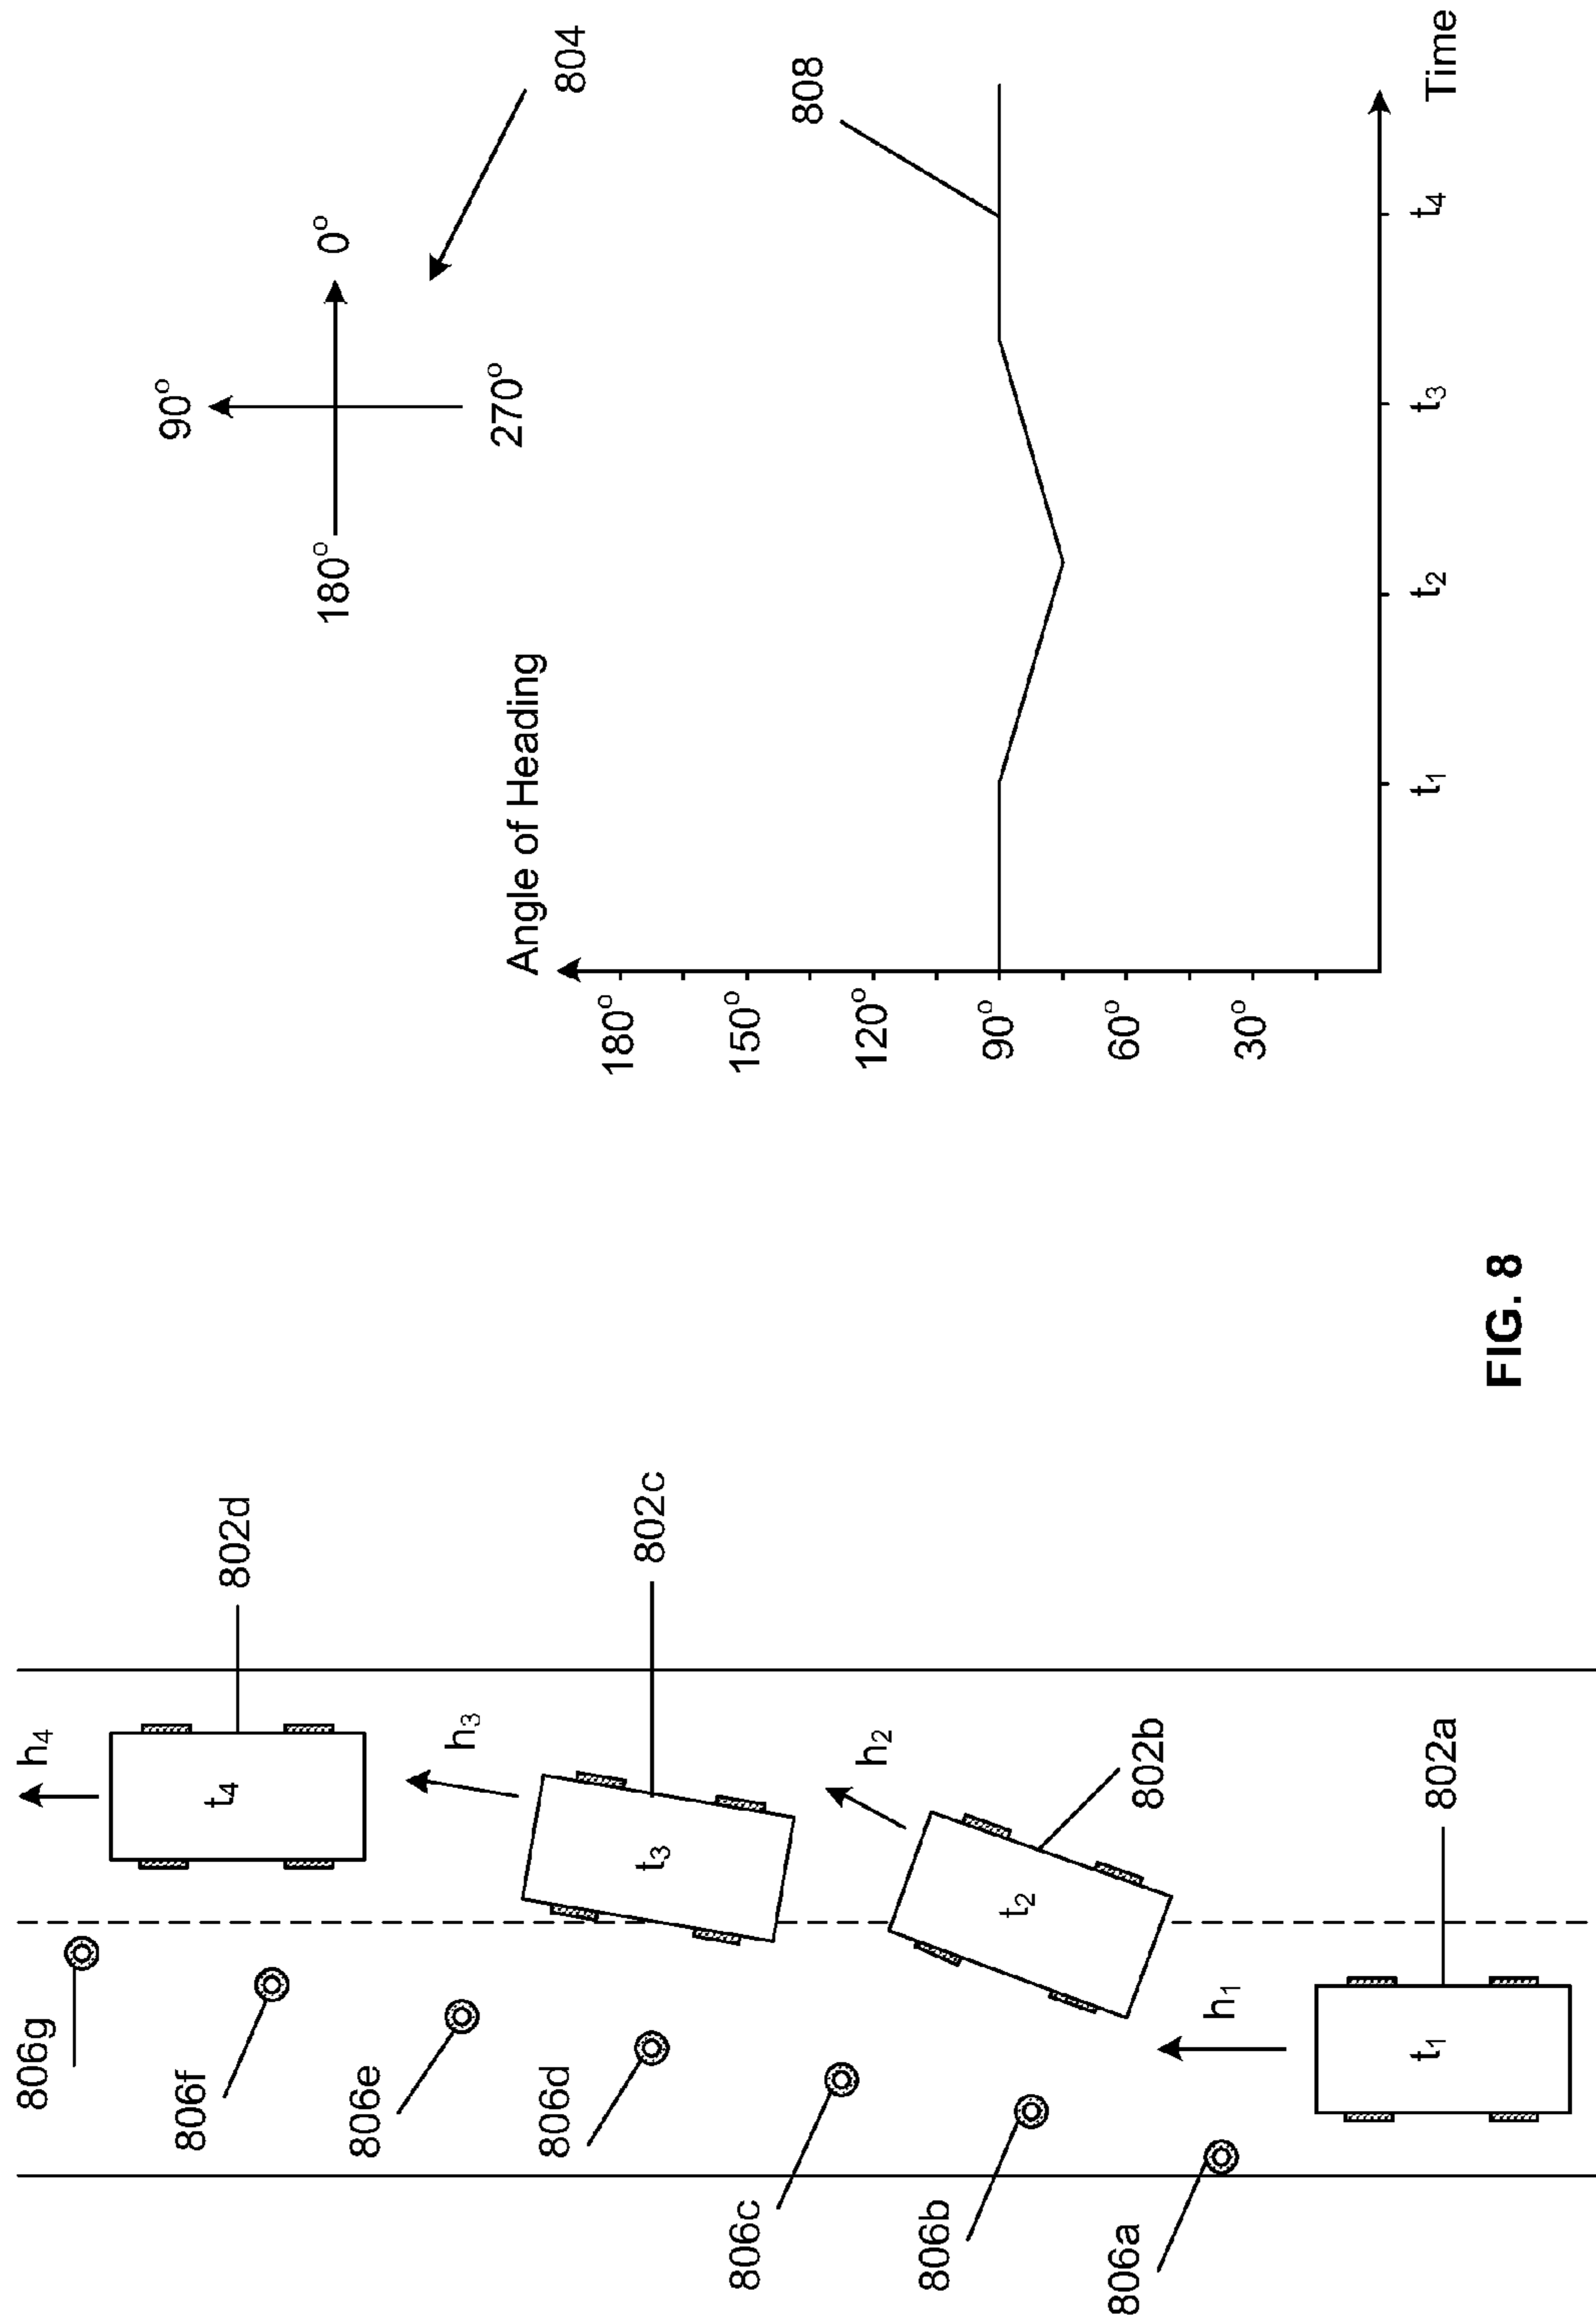 806g
h₄
802d
806f
t₄
806e
h₃
802c
806d
t₃
806c
h₂
802b
806b
t₂
806a
h₁
802a
t₁
FIG. 8
90°
180°
0°
270°
804
Angle of Heading
180°
150°
120°
90°
60°
30°
808
t₁
t₂
t₃
t₄
Time